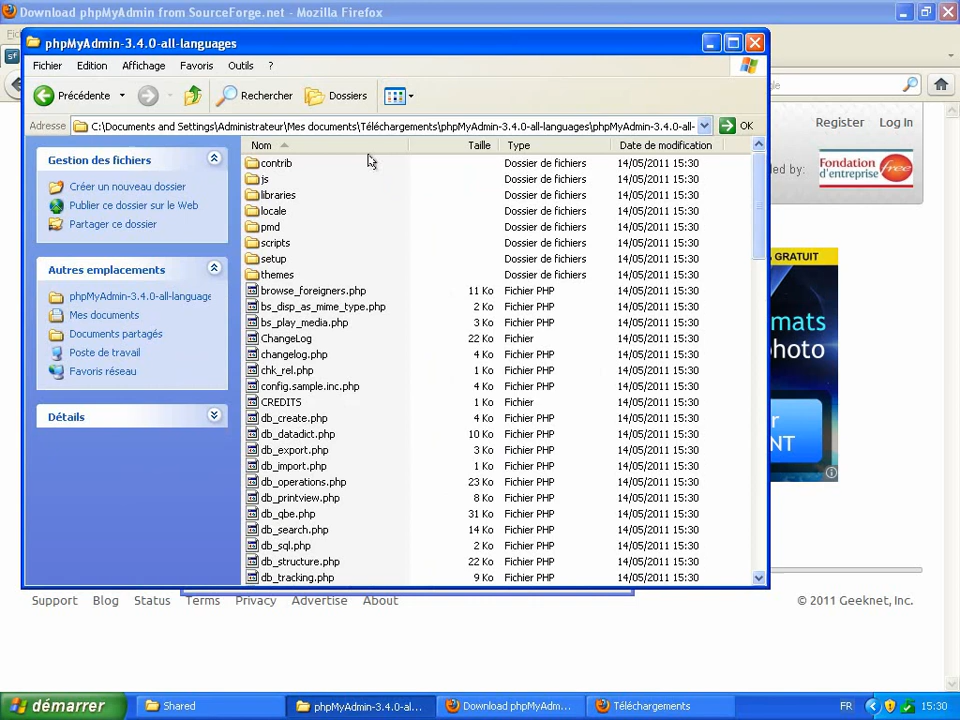 Download phpMyAdmin from SourceForge.net - Mozilla Firefox
phpMyAdmin-3.4.0-all-languages
Fichier Edition Affichage Favoris Outils ?
Précédente Rechercher Dossiers
Adresse C:\Documents and Settings\Administrateur\Mes documents\Téléchargements\phpMyAdmin-3.4.0-all-languages\phpMyAdmin-3.4.0-all- OK
Register Log In
Fondation d'entreprise free
Gestion des fichiers
Créer un nouveau dossier
Publier ce dossier sur le Web
Partager ce dossier
Autres emplacements
phpMyAdmin-3.4.0-all-language
Mes documents
Documents partagés
Poste de travail
Favoris réseau
Détails
Nom Taille Type Date de modification
contrib Dossier de fichiers 14/05/2011 15:30
js Dossier de fichiers 14/05/2011 15:30
libraries Dossier de fichiers 14/05/2011 15:30
locale Dossier de fichiers 14/05/2011 15:30
pmd Dossier de fichiers 14/05/2011 15:30
scripts Dossier de fichiers 14/05/2011 15:30
setup Dossier de fichiers 14/05/2011 15:30
themes Dossier de fichiers 14/05/2011 15:30
browse_foreigners.php 11 Ko Fichier PHP 14/05/2011 15:30
bs_disp_as_mime_type.php 2 Ko Fichier PHP 14/05/2011 15:30
bs_play_media.php 3 Ko Fichier PHP 14/05/2011 15:30
ChangeLog 22 Ko Fichier 14/05/2011 15:30
changelog.php 4 Ko Fichier PHP 14/05/2011 15:30
chk_rel.php 1 Ko Fichier PHP 14/05/2011 15:30
config.sample.inc.php 4 Ko Fichier PHP 14/05/2011 15:30
CREDITS 1 Ko Fichier 14/05/2011 15:30
db_create.php 4 Ko Fichier PHP 14/05/2011 15:30
db_datadict.php 10 Ko Fichier PHP 14/05/2011 15:30
db_export.php 3 Ko Fichier PHP 14/05/2011 15:30
db_import.php 1 Ko Fichier PHP 14/05/2011 15:30
db_operations.php 23 Ko Fichier PHP 14/05/2011 15:30
db_printview.php 8 Ko Fichier PHP 14/05/2011 15:30
db_qbe.php 31 Ko Fichier PHP 14/05/2011 15:30
db_search.php 14 Ko Fichier PHP 14/05/2011 15:30
db_sql.php 2 Ko Fichier PHP 14/05/2011 15:30
db_structure.php 22 Ko Fichier PHP 14/05/2011 15:30
db_tracking.php 9 Ko Fichier PHP 14/05/2011 15:30
GRATUIT
Support Blog Status Terms Privacy Advertise About © 2011 Geeknet, Inc.
démarrer Shared phpMyAdmin-3.4.0-al... Download phpMyAdm... Téléchargements FR 15:30